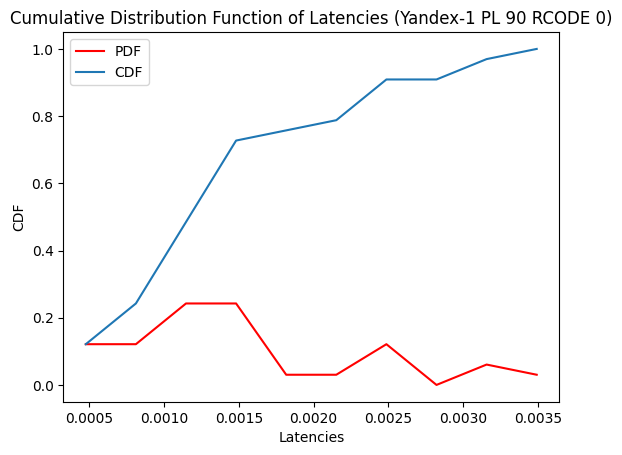 Cumulative Distribution Function of Latencies (Yandex-1 PL 90 RCODE 0)
PDF
CDF
1.0
0.8
0.6
0.4
0.2
0.0
CDF
0.0005 0.0010 0.0015 0.0020 0.0025 0.0030 0.0035
Latencies